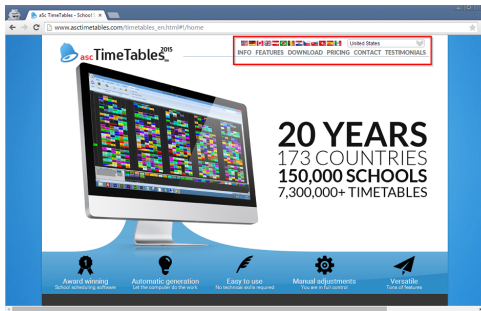 aSc TimeTables - School S
www.asctimetables.com/timetables_en.html#!/home
United States
asc TimeTables 2015
INFO FEATURES DOWNLOAD PRICING CONTACT TESTIMONIALS
20 YEARS
173 COUNTRIES
150,000 SCHOOLS
7,300,000+ TIMETABLES
1
Award winning
School scheduling software
Automatic generation
Let the computer do the work
Easy to use
No technical skills required
Manual adjustments
You are in full control
Versatile
Tons of features